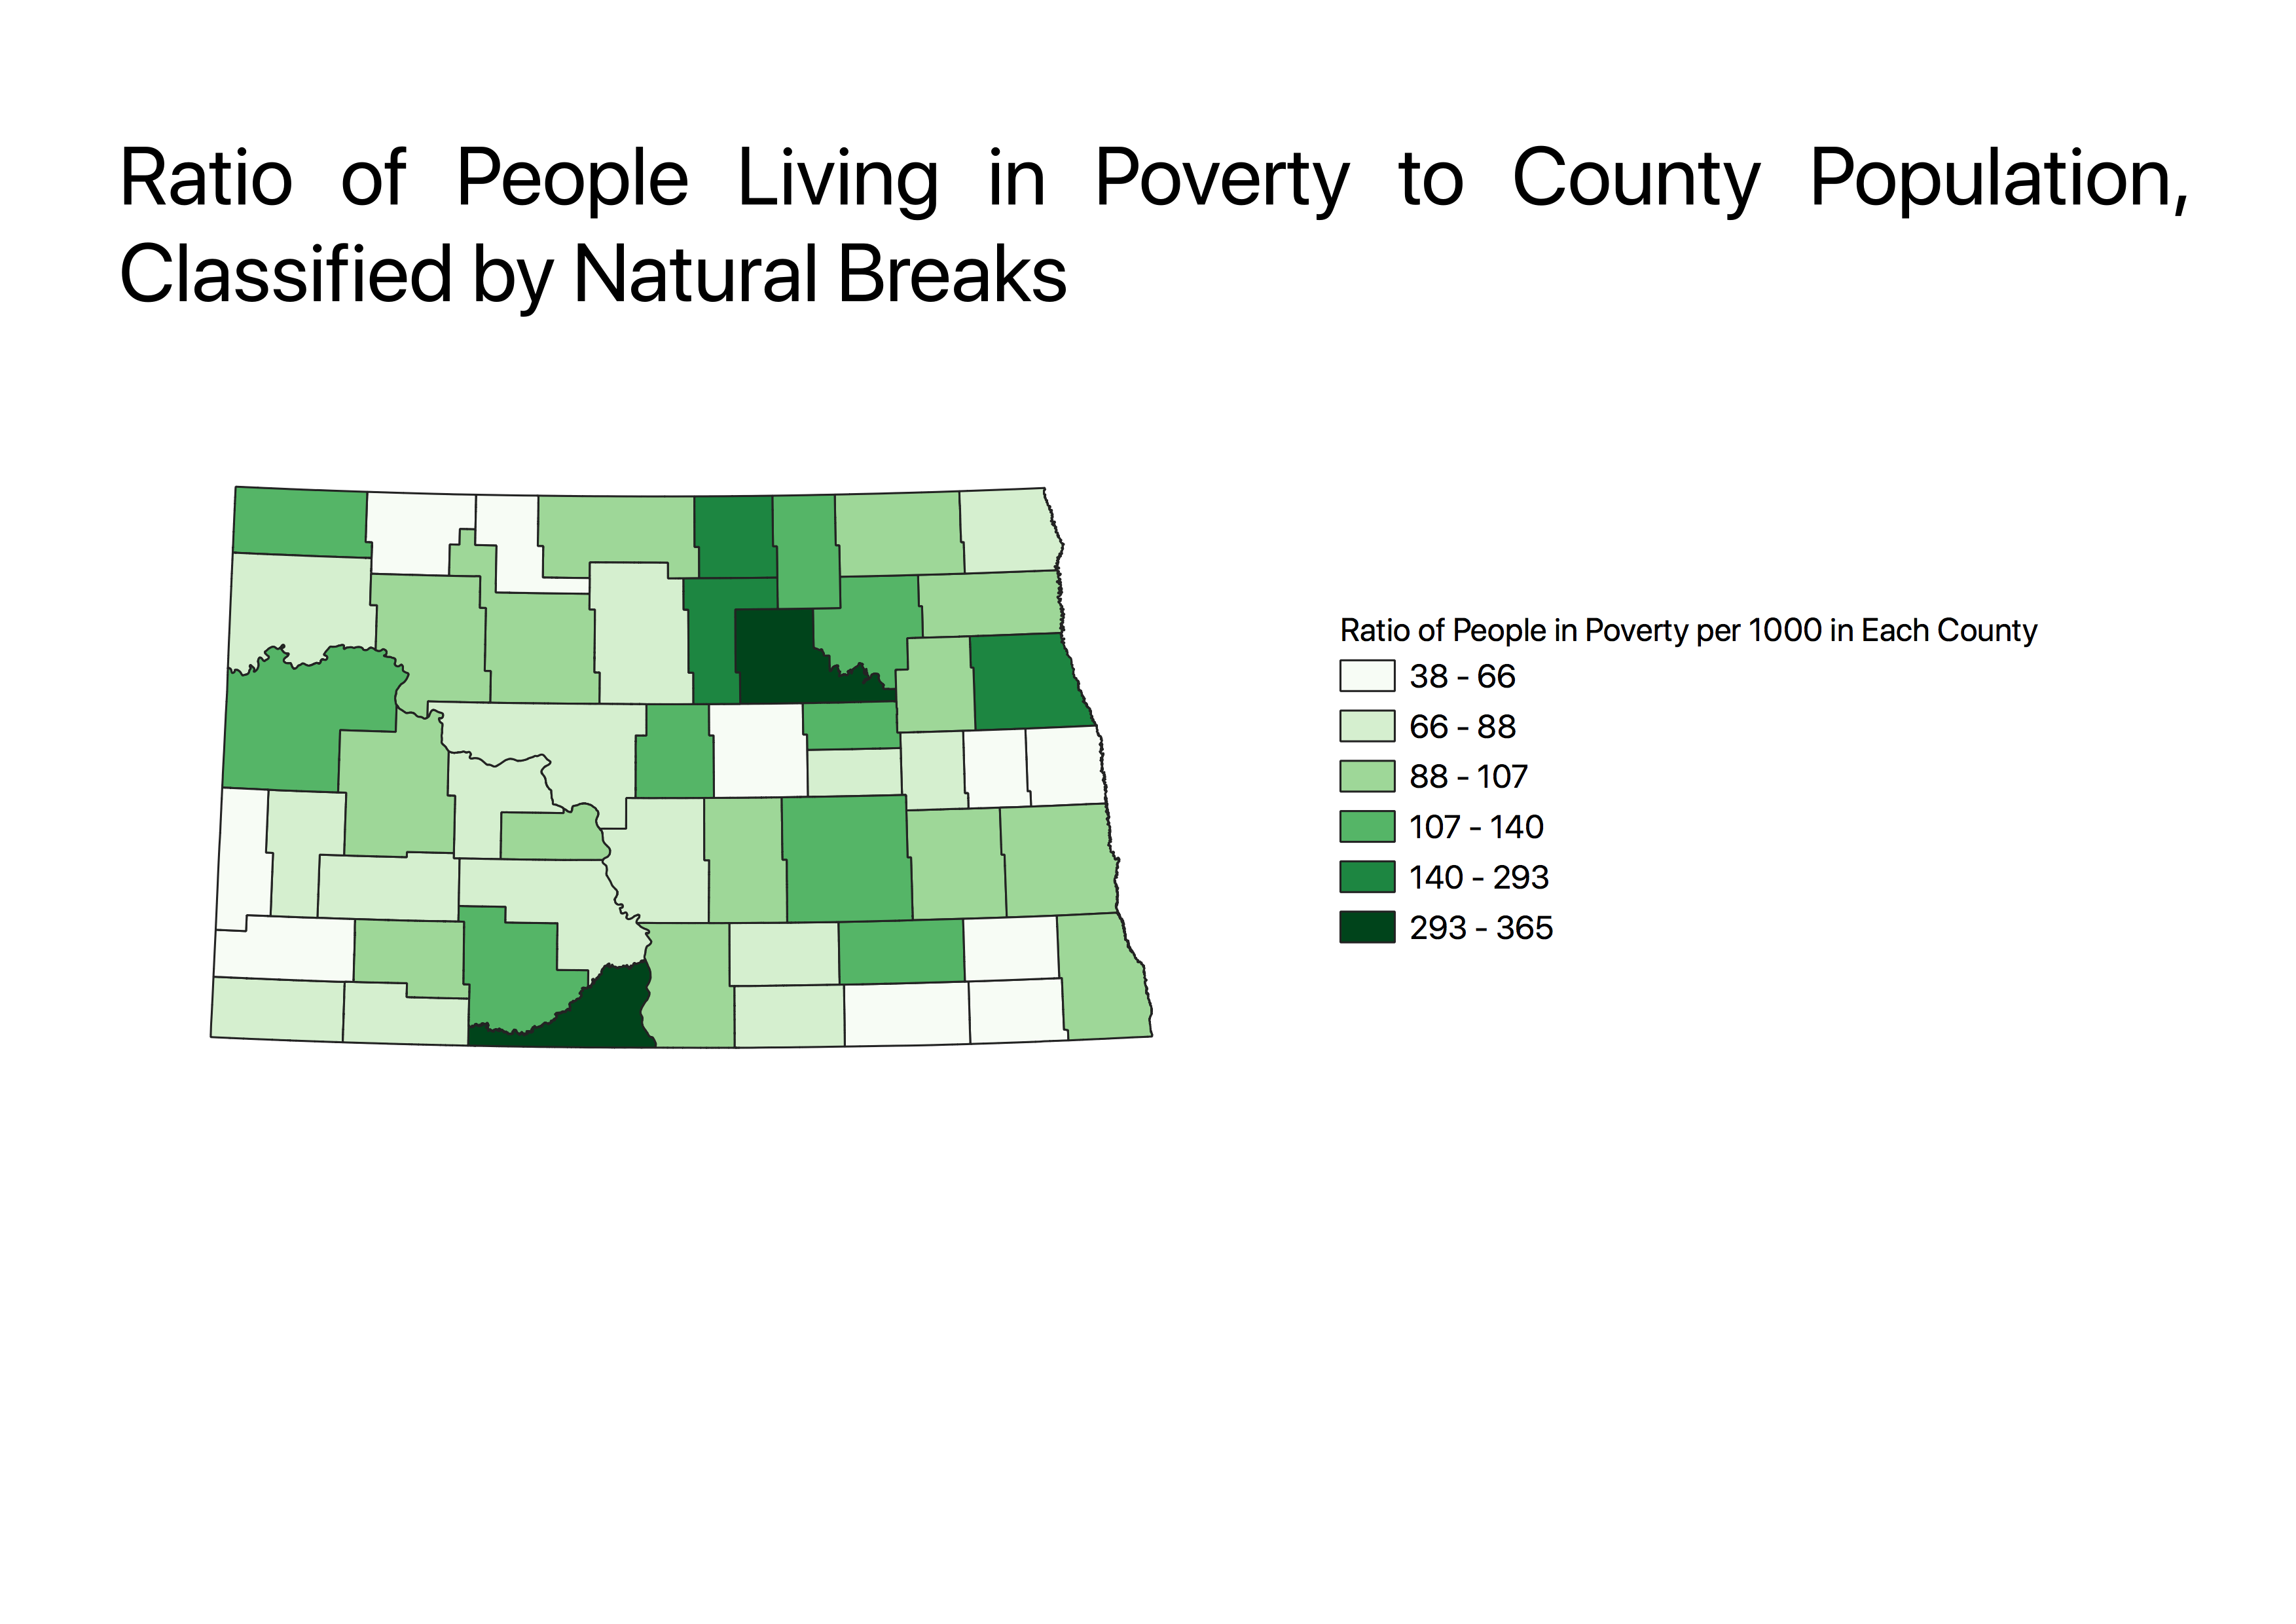 Ratio of People Living in Poverty to County Population,
Classified by Natural Breaks
Ratio of People in Poverty per 1000 in Each County
38 - 66
66 - 88
88 - 107
107 - 140
140 - 293
293 - 365